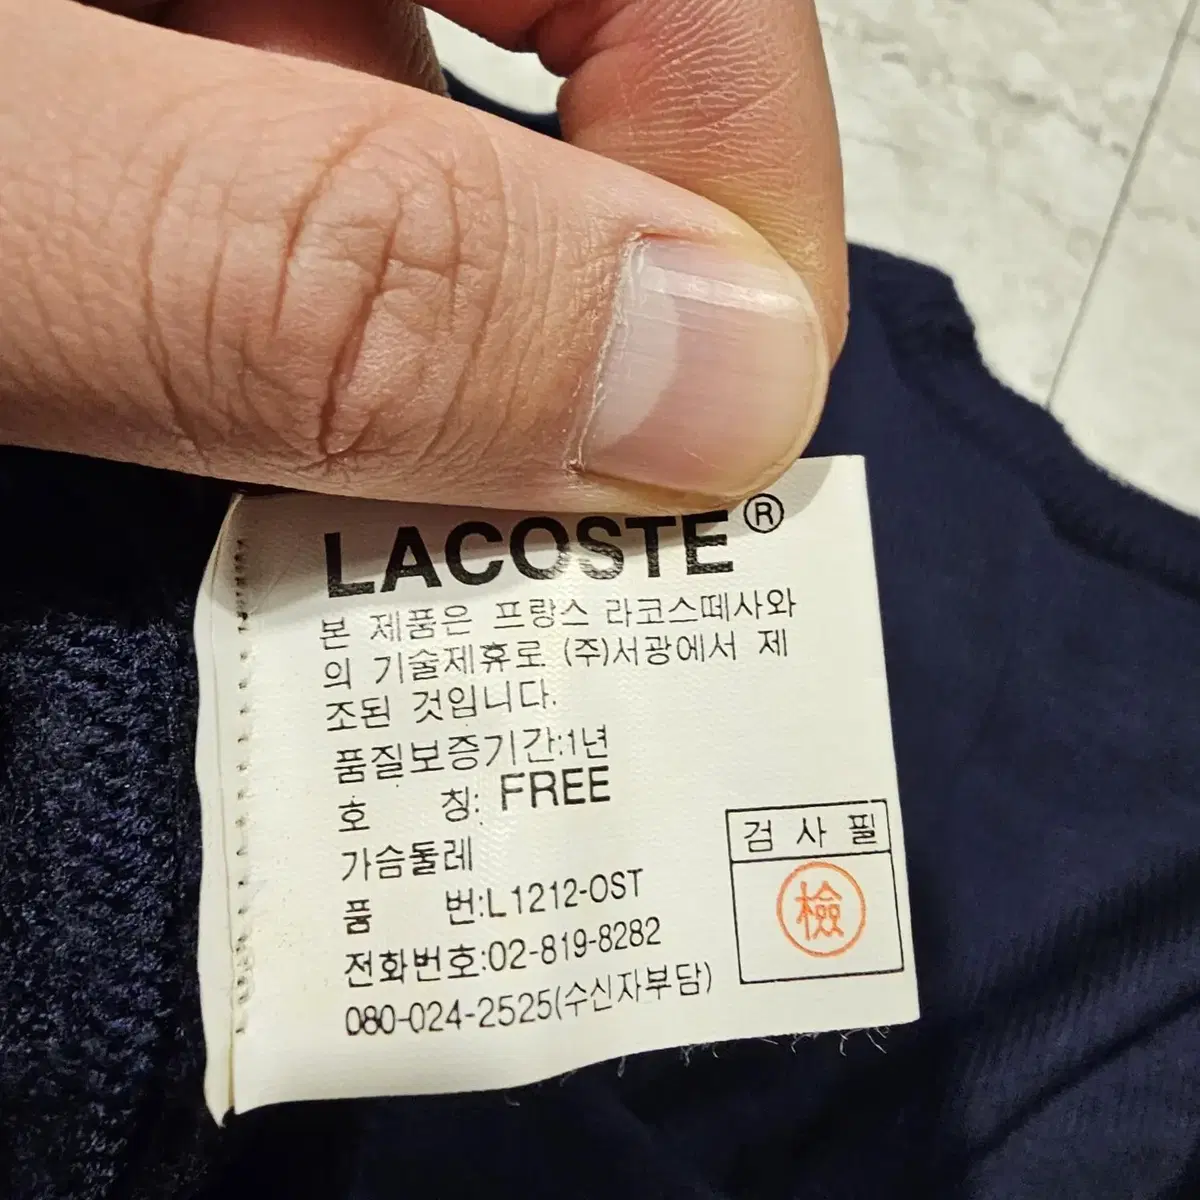 LACOSTE®
본 제품은 프랑스 라코스떼사와
의 기술제휴로 (주)서광에서 제
조된 것입니다.
품질보증기간:1년
호 칭: FREE
가슴둘레
품 번:L1212-OST
전화번호:02-819-8282
080-024-2525(수신자부담)
검사필
檢